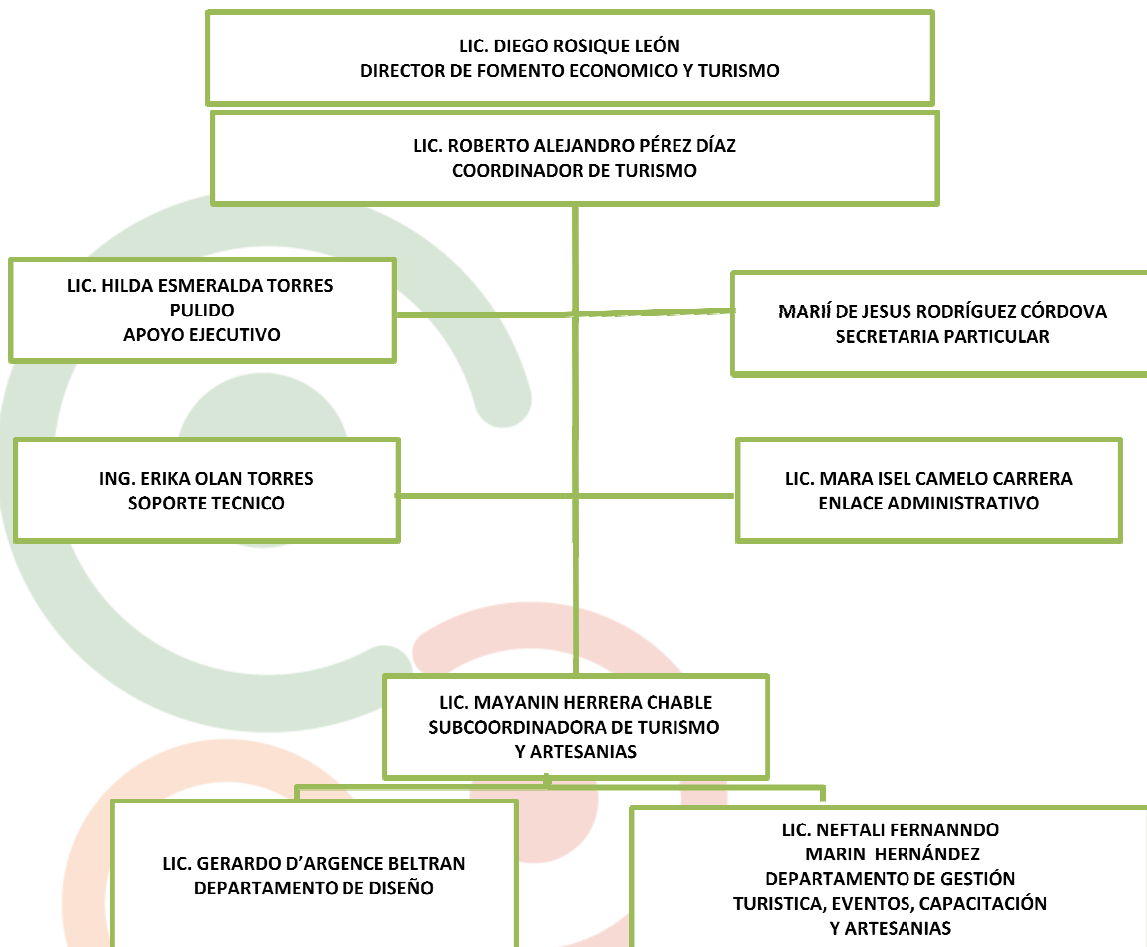 LIC. DIEGO ROSIQUE LEÓN
DIRECTOR DE FOMENTO ECONOMICO Y TURISMO
LIC. ROBERTO ALEJANDRO PÉREZ DÍAZ
COORDINADOR DE TURISMO
LIC. HILDA ESMERALDA TORRES
PULIDO
APOYO EJECUTIVO
MARIÍ DE JESUS RODRÍGUEZ CÓRDOVA
SECRETARIA PARTICULAR
ING. ERIKA OLAN TORRES
SOPORTE TECNICO
LIC. MARA ISEL CAMELO CARRERA
ENLACE ADMINISTRATIVO
LIC. MAYANIN HERRERA CHABLE
SUBCOORDINADORA DE TURISMO
Y ARTESANIAS
LIC. GERARDO D’ARGENCE BELTRAN
DEPARTAMENTO DE DISEÑO
LIC. NEFTALI FERNANNDO
MARIN HERNÁNDEZ
DEPARTAMENTO DE GESTIÓN
TURISTICA, EVENTOS, CAPACITACIÓN
Y ARTESANIAS